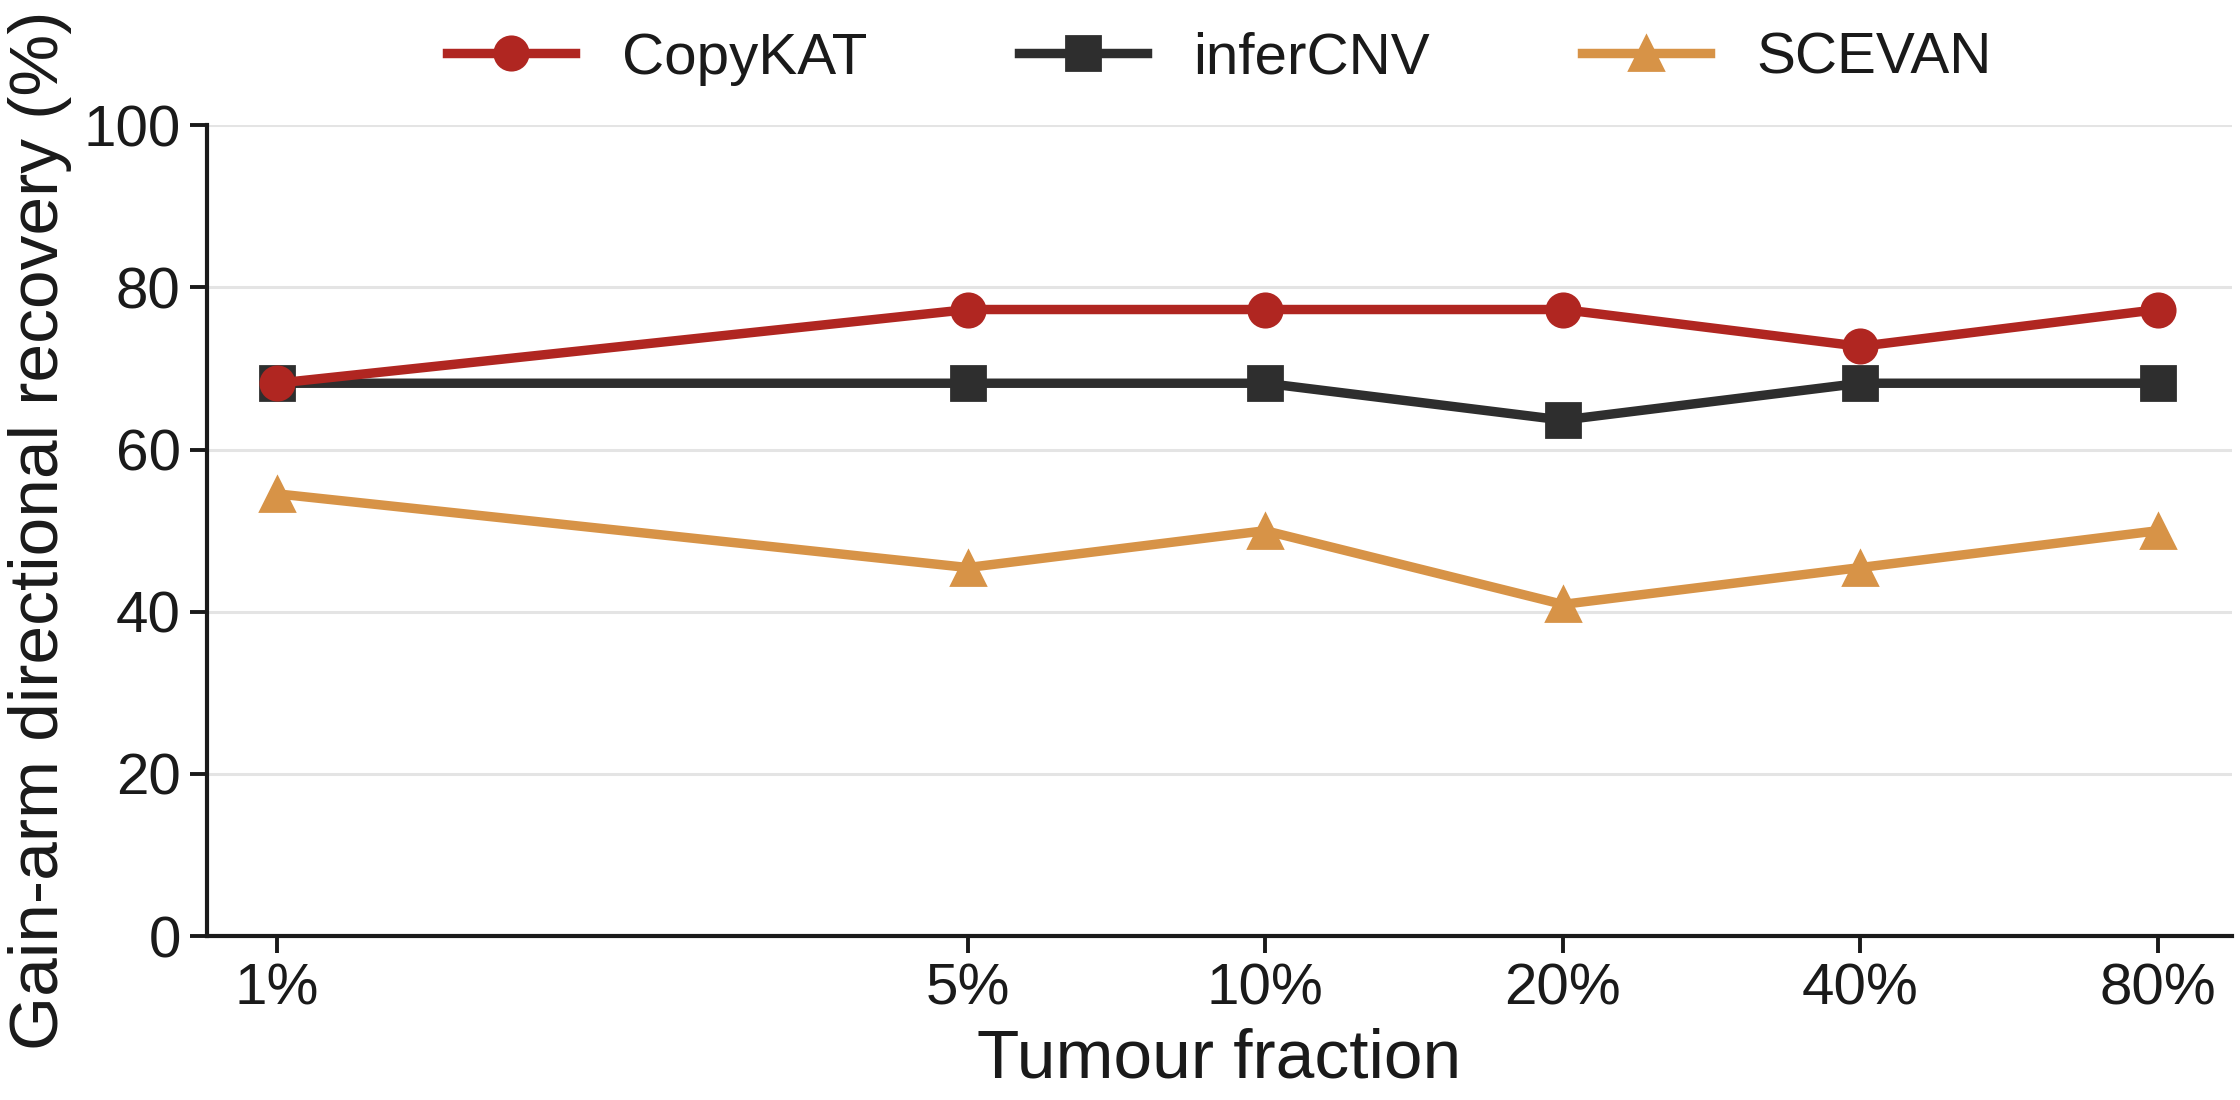 CopyKAT
inferCNV
SCEVAN
Gain-arm directional recovery (%)
100
80
60
40
20
0
1%
5%
10%
20%
40%
80%
Tumour fraction